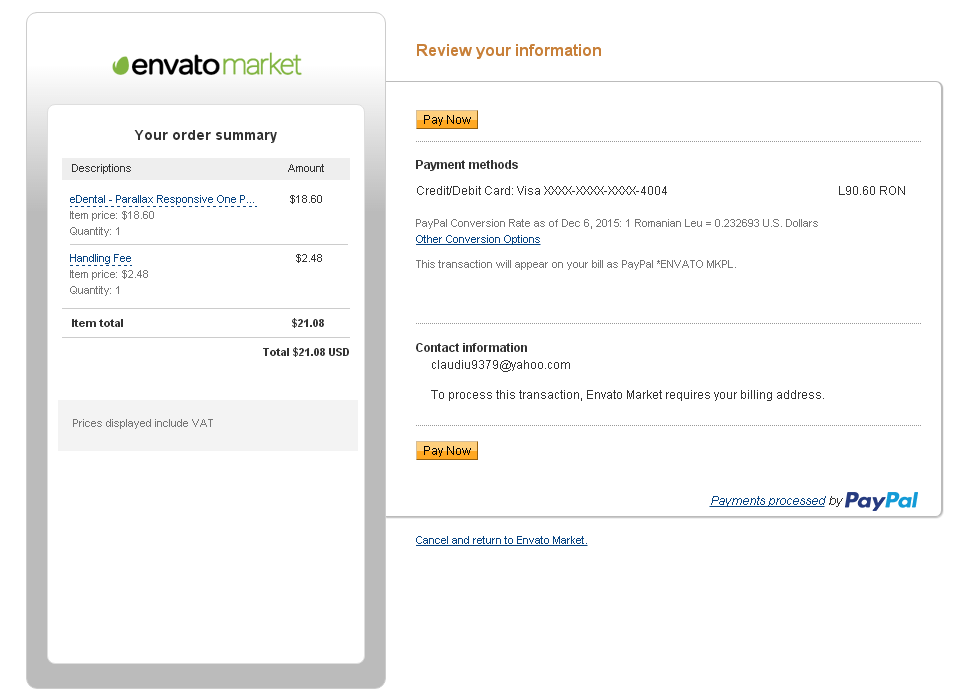 envatomarket
Your order summary
Descriptions Amount
eDental - Parallax Responsive One P... $18.60
Item price: $18.60
Quantity: 1
Handling Fee $2.48
Item price: $2.48
Quantity: 1
Item total $21.08
Total $21.08 USD
Prices displayed include VAT
Review your information
Pay Now
Payment methods
Credit/Debit Card: Visa XXXX-XXXX-XXXX-4004 L90.60 RON
PayPal Conversion Rate as of Dec 6, 2015: 1 Romanian Leu = 0.232693 U.S. Dollars
Other Conversion Options
This transaction will appear on your bill as PayPal *ENVATO MKPL.
Contact information
claudiu9379@yahoo.com
To process this transaction, Envato Market requires your billing address.
Pay Now
Payments processed by PayPal
Cancel and return to Envato Market.